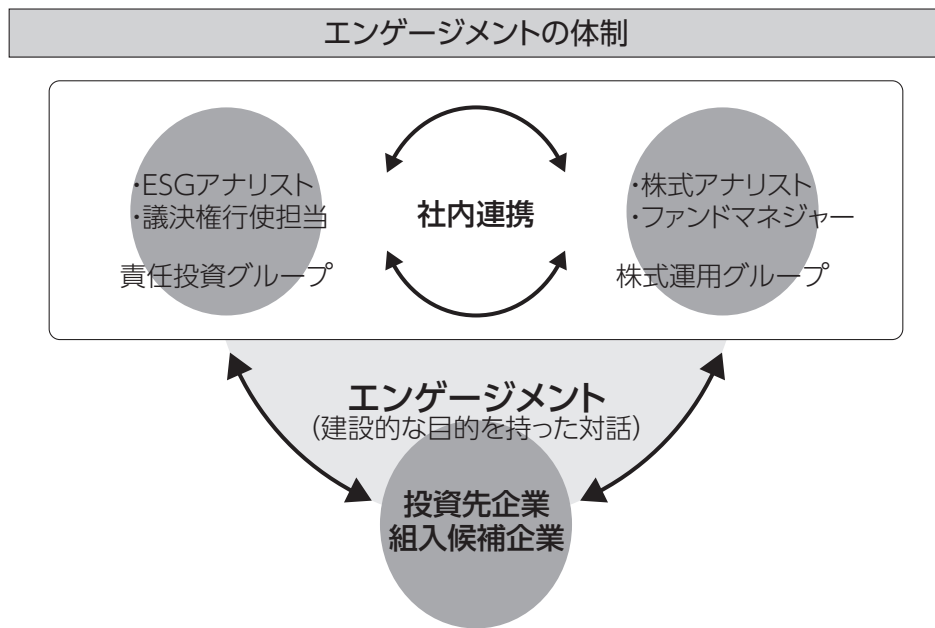 エンゲージメントの体制
・ESGアナリスト
・議決権行使担当
責任投資グループ
社内連携
・株式アナリスト
・ファンドマネジャー
株式運用グループ
エンゲージメント
(建設的な目的を持った対話)
投資先企業
組入候補企業